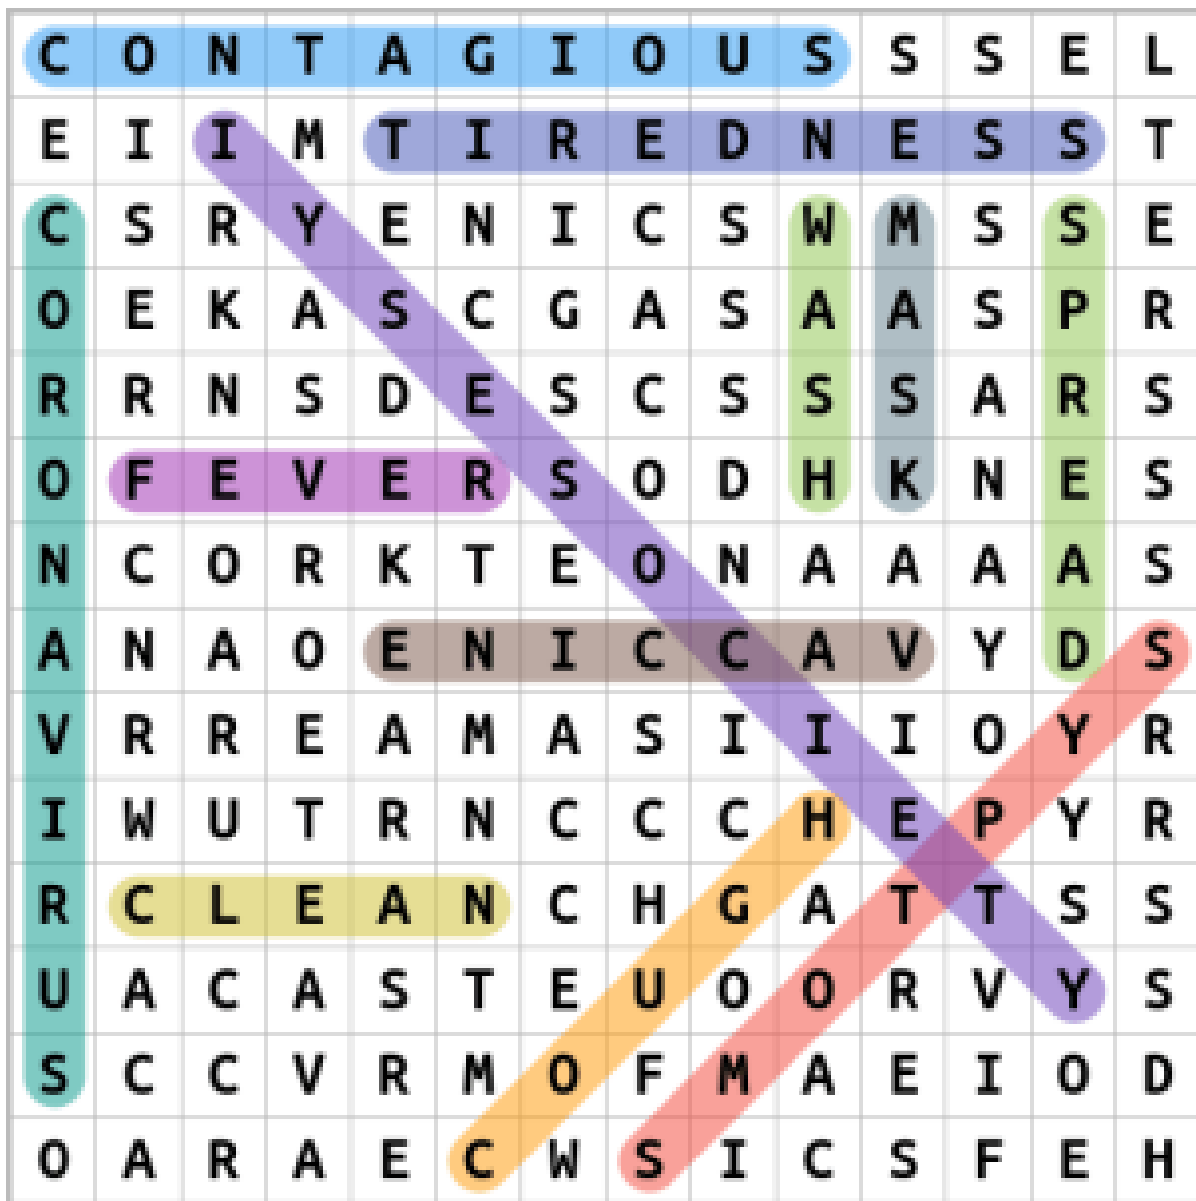 C O N T A G I O U S S S E L
E I I M T I R E D N E S S T
C S R Y E N I C S W M S S E
O E K A S C G A S A A S P R
R R N S D E S C S S S A R S
O F E V E R S O D H K N E S
N C O R K T E O N A A A A S
A N A O E N I C C A V Y D S
V R R E A M A S I I I O Y R
I W U T R N C C C H E P Y R
R C L E A N C H G A T T S S
U A C A S T E U O O R V Y S
S C C V R M O F M A E I O D
O A R A E C W S I C S F E H